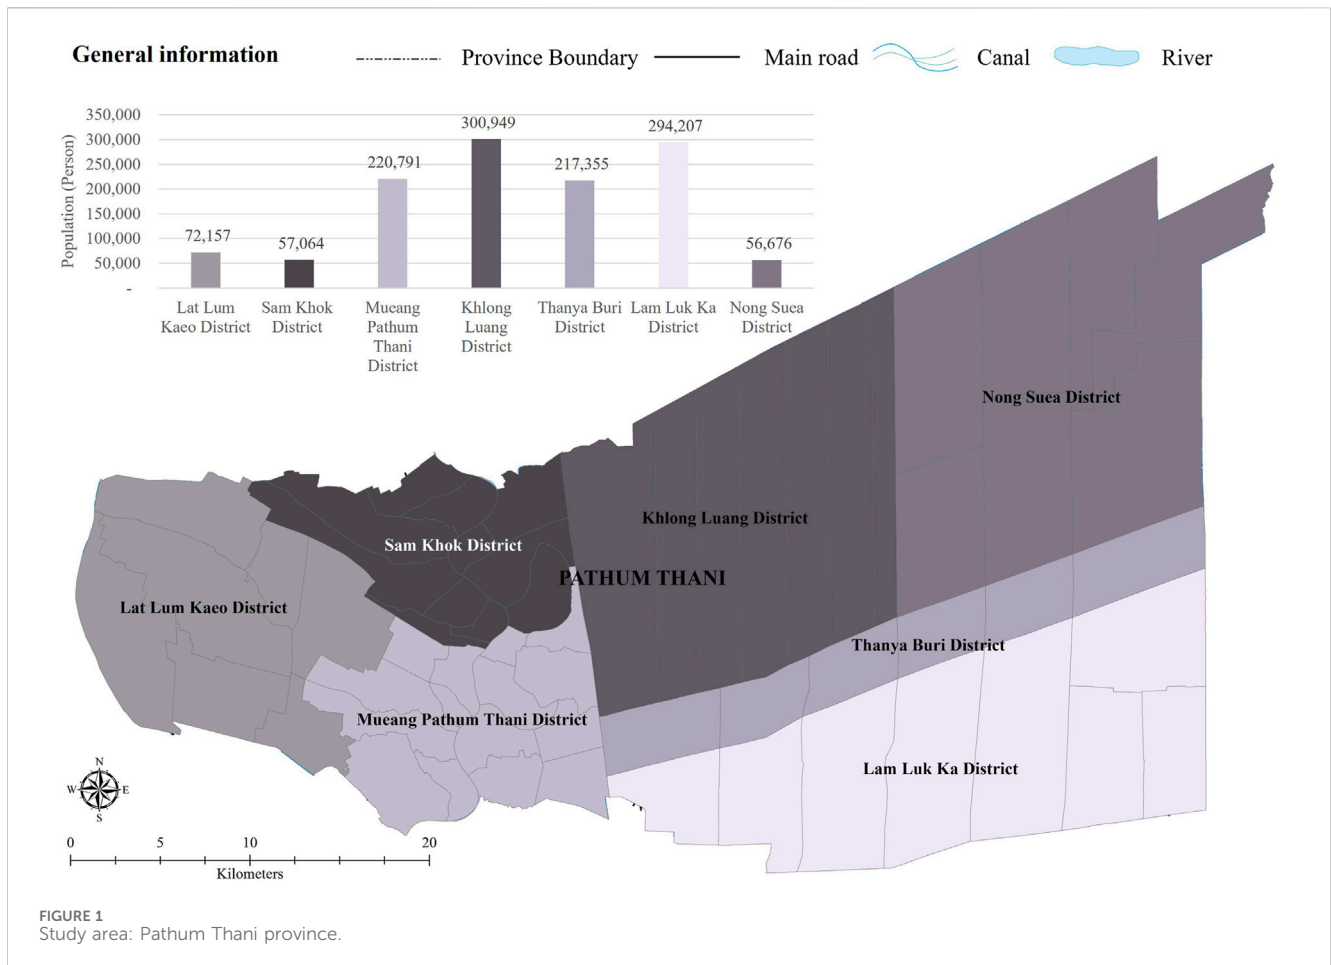 General information
Province Boundary
Main road
Canal
River
Population (Person)
350,000
300,000
250,000
200,000
150,000
100,000
50,000
-
72,157
57,064
220,791
300,949
217,355
294,207
56,676
Lat Lum
Kaeo District
Sam Khok
District
Mueang
Pathum
Thani
District
Khlong
Luang
District
Thanya Buri
District
Lam Luk Ka
District
Nong Suea
District
Nong Suea District
Khlong Luang District
Sam Khok District
PATHUM THANI
Lat Lum Kaeo District
Thanya Buri District
Mueang Pathum Thani District
Lam Luk Ka District
N
W E
S
0 5 10 20
Kilometers
FIGURE 1
Study area: Pathum Thani province.